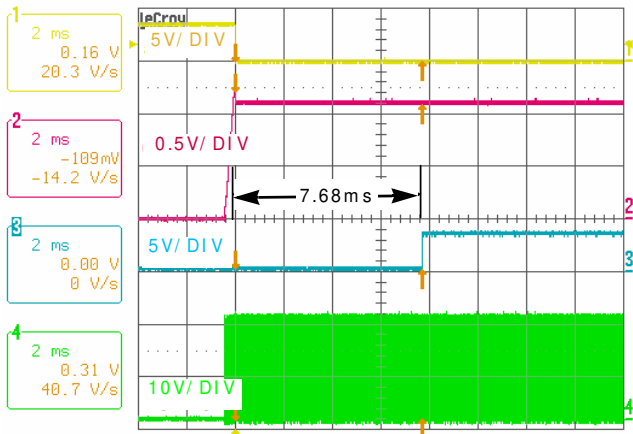 1
2 ms
0.16 V
20.3 V/s
2
2 ms
-109mV
-14.2 V/s
3
2 ms
0.00 V
0 V/s
4
2 ms
0.31 V
40.7 V/s
LeCroy
5V/ DIV
0.5V/ DIV
7.68ms
5V/ DIV
10V/ DIV
1
2
3
4